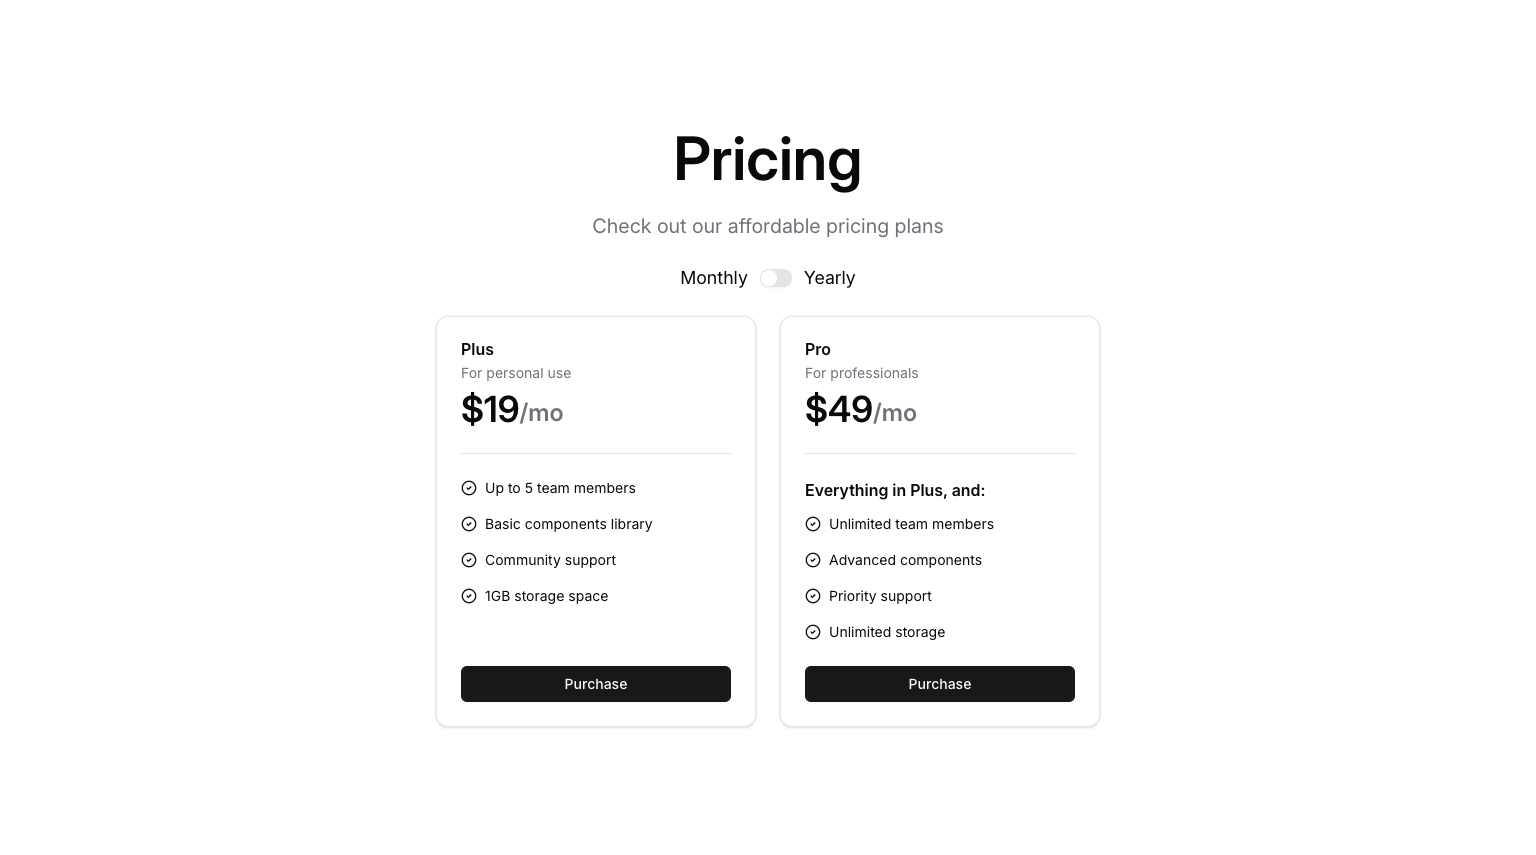 Pricing
Check out our affordable pricing plans
Monthly Yearly
Plus
For personal use
$19/mo
Up to 5 team members
Basic components library
Community support
1GB storage space
Purchase
Pro
For professionals
$49/mo
Everything in Plus, and:
Unlimited team members
Advanced components
Priority support
Unlimited storage
Purchase